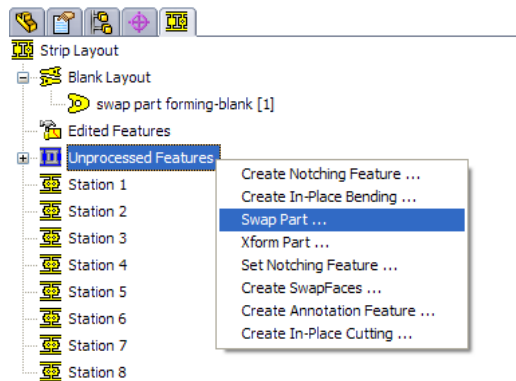 Strip Layout
Blank Layout
swap part forming-blank [1]
Edited Features
Unprocessed Features
Create Notching Feature ...
Create In-Place Bending ...
Swap Part ...
Xform Part ...
Set Notching Feature ...
Create SwapFaces ...
Create Annotation Feature ...
Create In-Place Cutting ...
Station 1
Station 2
Station 3
Station 4
Station 5
Station 6
Station 7
Station 8